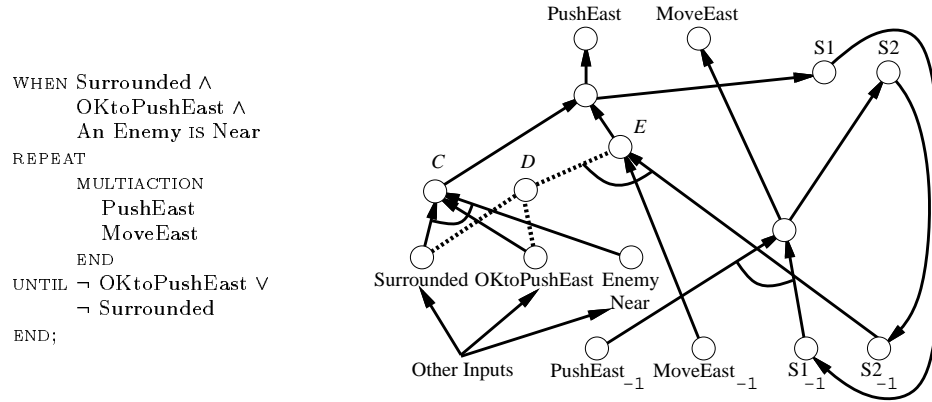 WHEN Surrounded ∧
OKtoPushEast ∧
An Enemy IS Near
REPEAT
MULTIACTION
PushEast
MoveEast
END
UNTIL ¬ OKtoPushEast ∨
¬ Surrounded
END;
PushEast MoveEast
S1 S2
E
C D
Surrounded OKtoPushEast Enemy
Near
Other Inputs PushEast -1 MoveEast -1 S1 -1 S2 -1